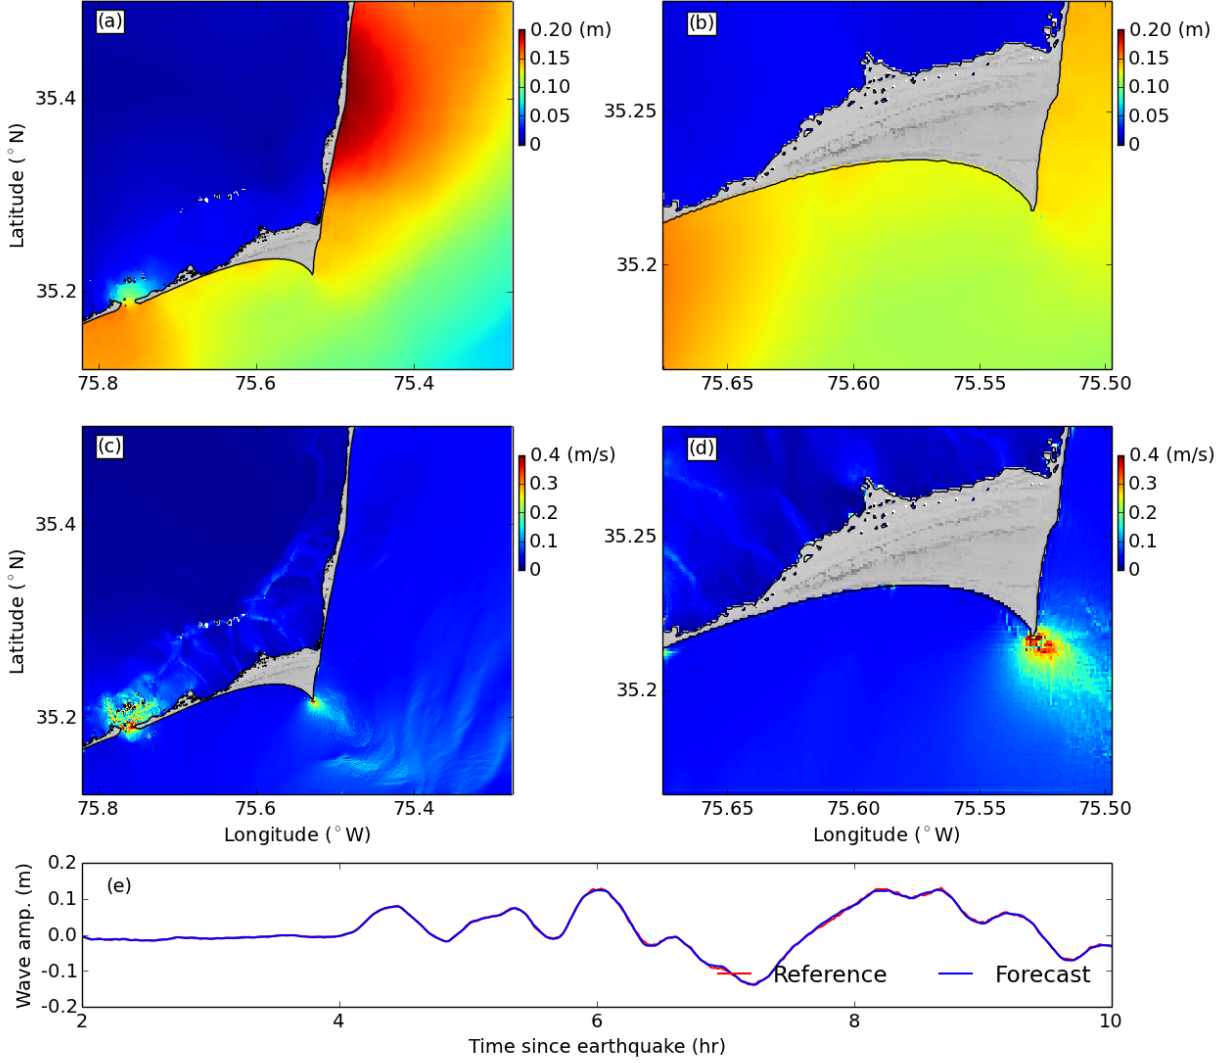 (a)
0.20 (m)
0.15
0.10
0.05
0
35.4
35.2
Latitude (°N)
75.8 75.6 75.4
(b)
0.20 (m)
0.15
0.10
0.05
0
35.25
35.2
75.65 75.60 75.55 75.50
(c)
0.4 (m/s)
0.3
0.2
0.1
0
35.4
35.2
Latitude (°N)
75.8 75.6 75.4
Longitude (°W)
(d)
0.4 (m/s)
0.3
0.2
0.1
0
35.25
35.2
75.65 75.60 75.55 75.50
Longitude (°W)
(e)
0.2
0.1
0.0
-0.1
-0.2
Wave amp. (m)
Reference Forecast
2 4 6 8 10
Time since earthquake (hr)